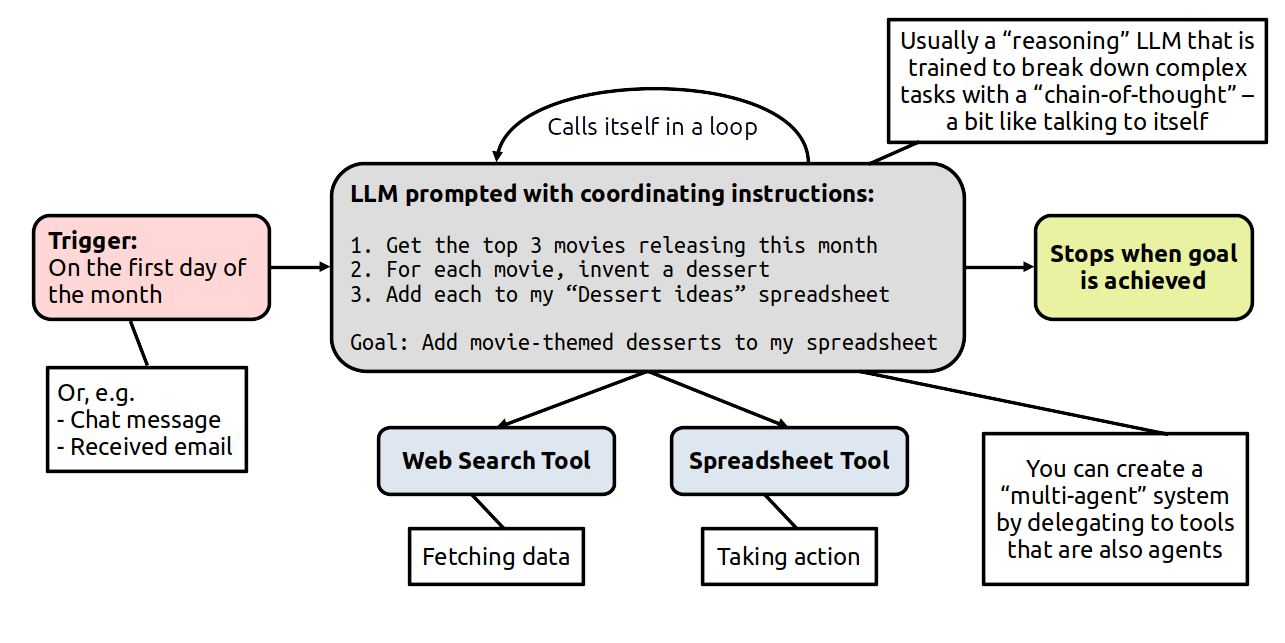 Usually a “reasoning” LLM that is
trained to break down complex
tasks with a “chain-of-thought” –
a bit like talking to itself
Calls itself in a loop
LLM prompted with coordinating instructions:
1. Get the top 3 movies releasing this month
2. For each movie, invent a dessert
3. Add each to my “Dessert ideas” spreadsheet
Goal: Add movie-themed desserts to my spreadsheet
Trigger:
On the first day of
the month
Stops when goal
is achieved
Or, e.g.
- Chat message
- Received email
Web Search Tool
Spreadsheet Tool
Fetching data
Taking action
You can create a
“multi-agent” system
by delegating to tools
that are also agents